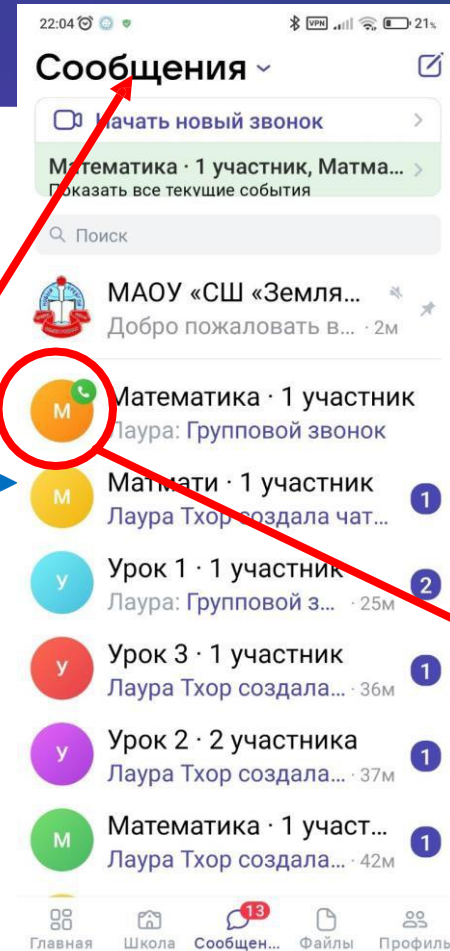 22:04 VPN 21%
Сообщения
Начать новый звонок
Математика · 1 участник, Матма...
Показать все текущие события
Поиск
МАОУ «СШ «Земля...
Добро пожаловать в... · 2м
М
Математика · 1 участник
Лаура: Групповой звонок
М
Матмати · 1 участник
Лаура Тхор создала чат...
1
У
Урок 1 · 1 участник
Лаура: Групповой з... · 25м
2
У
Урок 3 · 1 участник
Лаура Тхор создала... · 36м
1
У
Урок 2 · 2 участника
Лаура Тхор создала... · 37м
1
М
Математика · 1 участ...
Лаура Тхор создала... · 42м
1
13
Главная Школа Сообщен... Файлы Профиль